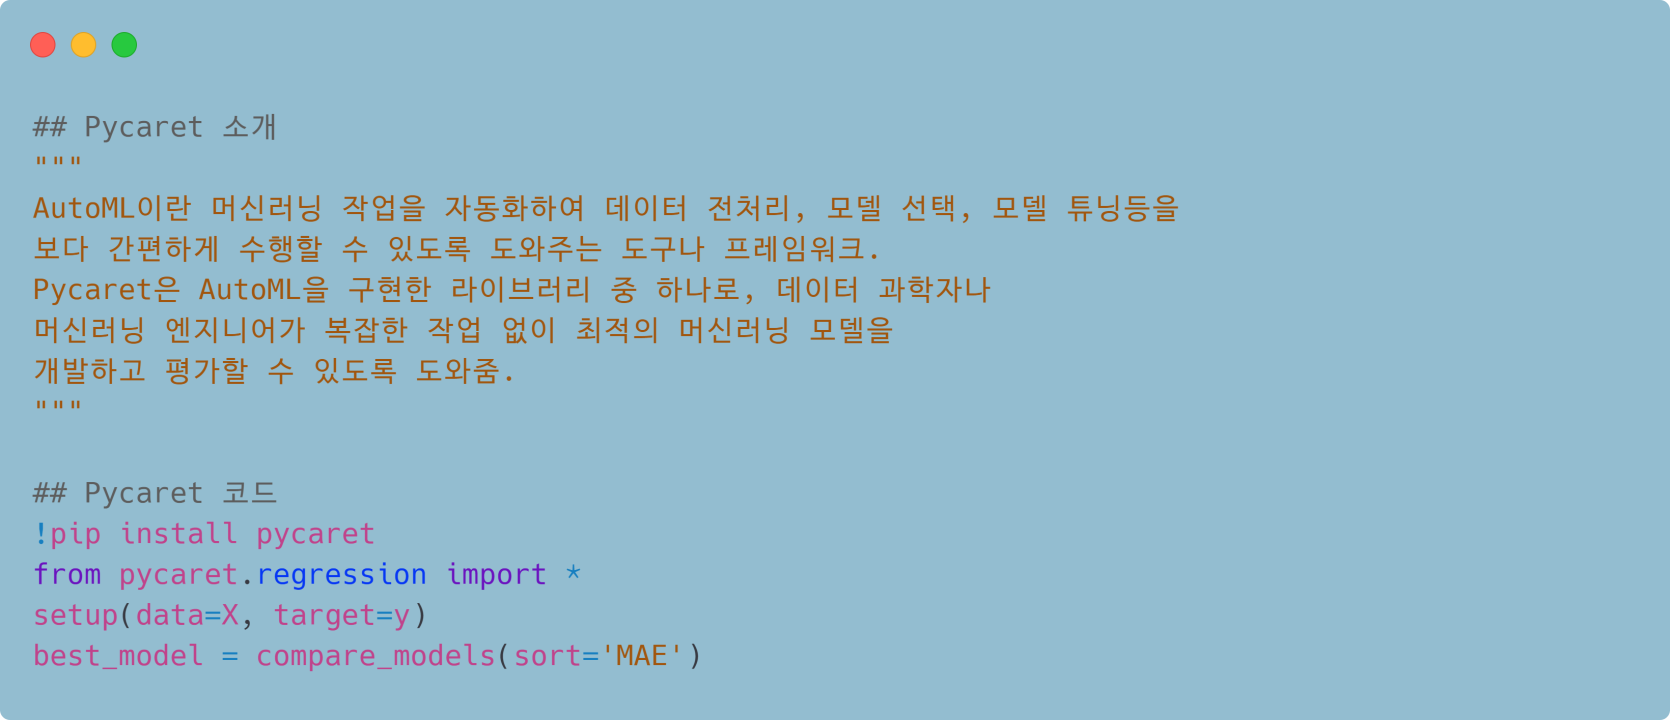 ## Pycaret 소개
"""
AutoML이란 머신러닝 작업을 자동화하여 데이터 전처리, 모델 선택, 모델 튜닝등을
보다 간편하게 수행할 수 있도록 도와주는 도구나 프레임워크.
Pycaret은 AutoML을 구현한 라이브러리 중 하나로, 데이터 과학자나
머신러닝 엔지니어가 복잡한 작업 없이 최적의 머신러닝 모델을
개발하고 평가할 수 있도록 도와줌.
"""
## Pycaret 코드
!pip install pycaret
from pycaret.regression import *
setup(data=X, target=y)
best_model = compare_models(sort='MAE')